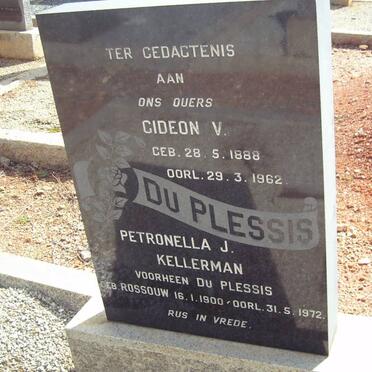 TER GEDAGTENIS
AAN
ONS OUERS
GIDEON V.
GEB. 28. 5. 1888
OORL. 29. 3. 1962.
DU PLESSIS
PETRONELLA J.
KELLERMAN
VOORHEEN DU PLESSIS
GEB. ROSSOUW 16.1.1900 / OORL. 31.5.1972.
RUS IN VREDE.